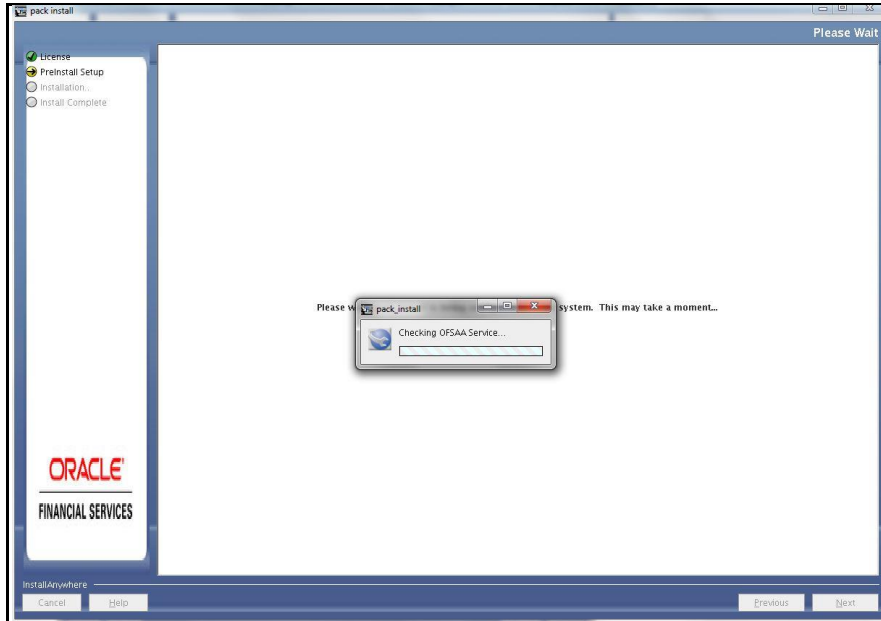 pack install
Please Wait
License
PreInstall Setup
Installation..
Install Complete
Please w
system. This may take a moment...
pack_install
Checking OFSAA Service...
ORACLE'
FINANCIAL SERVICES
InstallAnywhere
Cancel
Help
Previous
Next